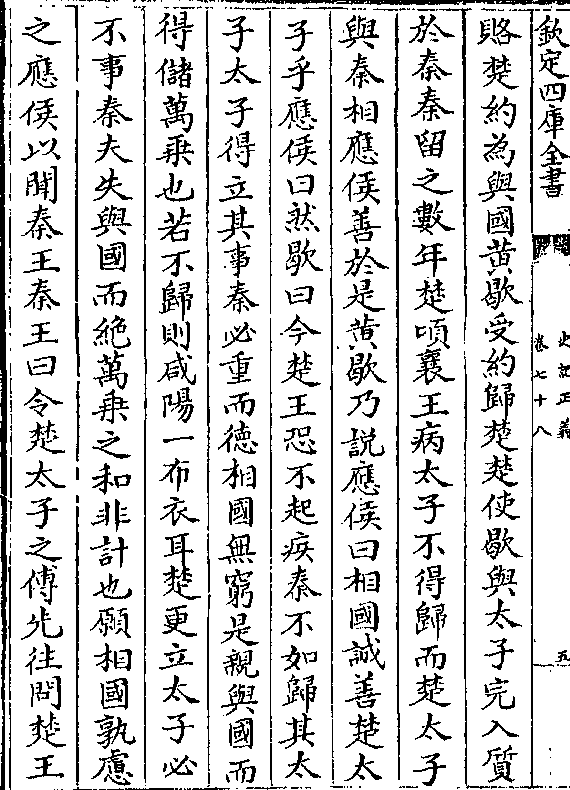 欽定四庫全書
史記正義
卷七十八
五
賂楚約為與國黄歇受約歸楚楚使歇與太子完入質
於秦秦留之數年楚頃襄王病太子不得歸而楚太子
與秦相應侯善於是黄歇乃説應侯曰相國誠善楚太
子乎應侯曰然歇曰今楚王恐不起疾秦不如歸其太
子太子得立其事秦必重而德相國無窮是親與國而
得儲萬乘也若不歸則咸陽一布衣耳楚更立太子必
不事秦夫失與國而絶萬乘之和非計也願相國孰慮
之應侯以聞秦王秦王曰令楚太子之傅先往問楚王